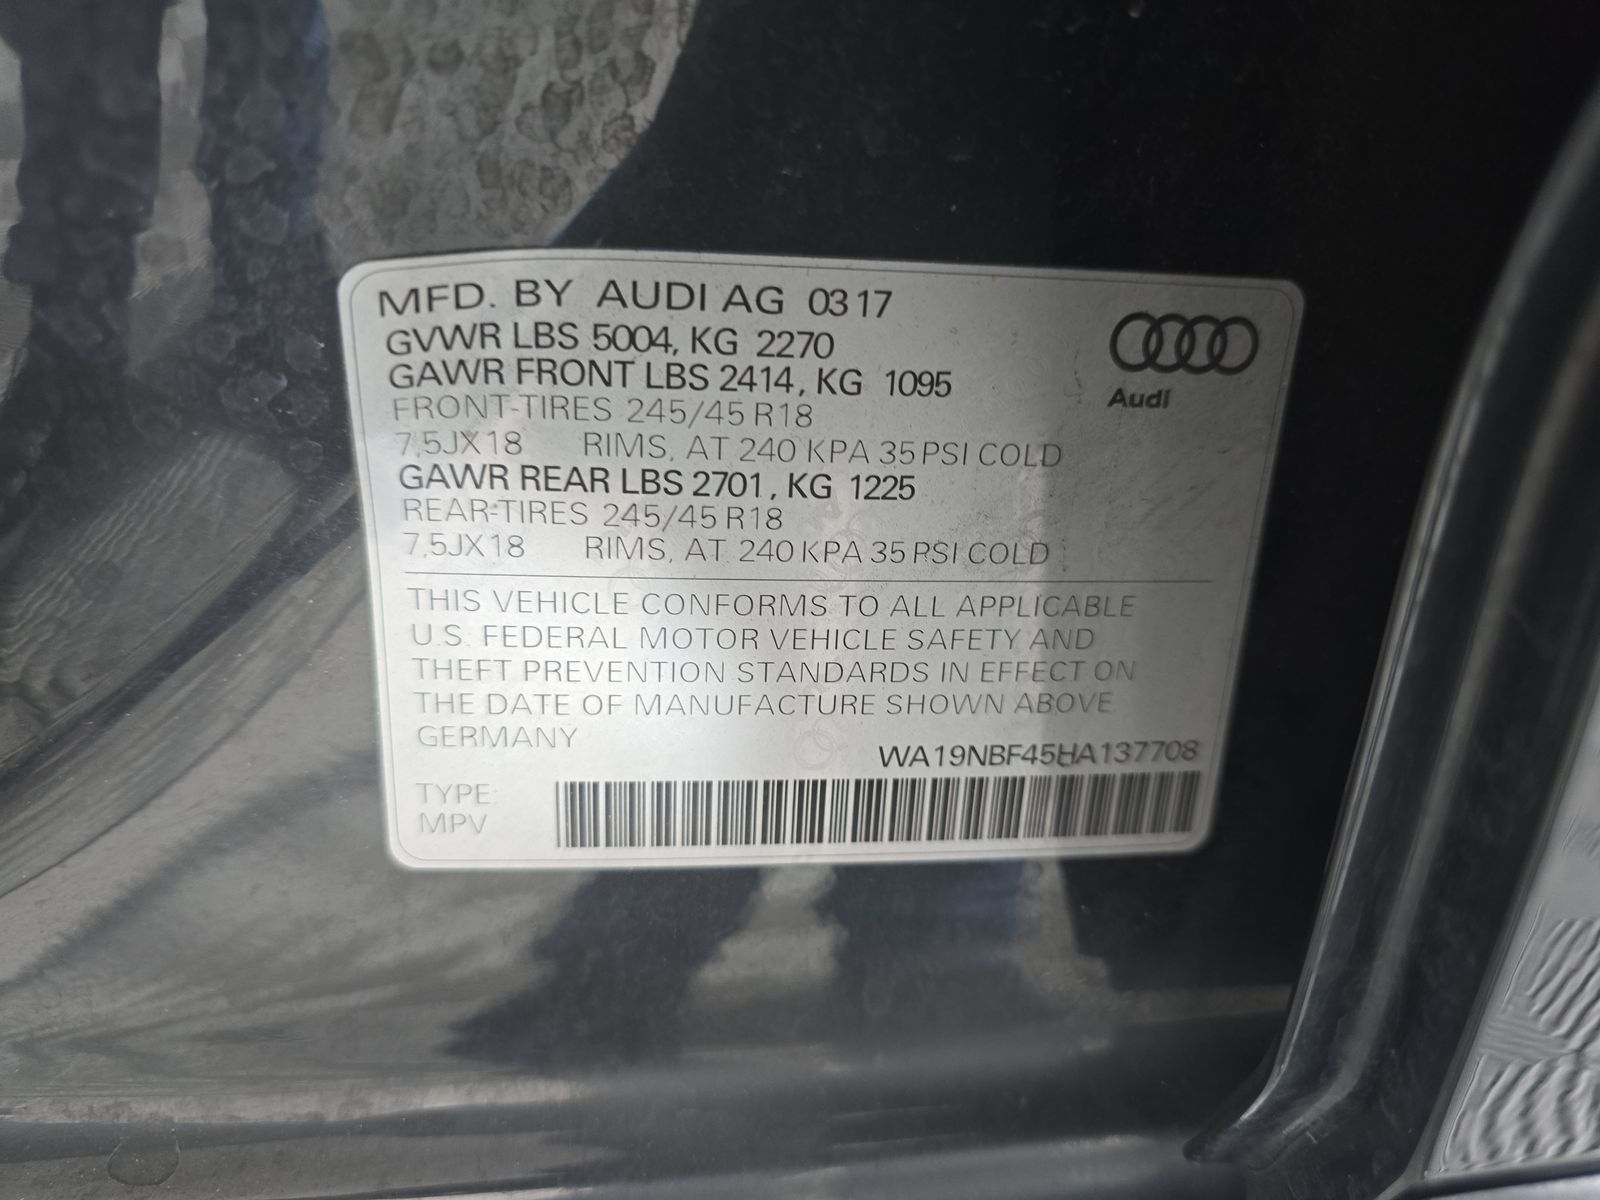 MFD. BY AUDI AG 0317
GVWR LBS 5004, KG 2270
GAWR FRONT LBS 2414, KG 1095
FRONT-TIRES 245/45 R18
7,5JX18 RIMS, AT 240 KPA 35 PSI COLD
GAWR REAR LBS 2701, KG 1225
REAR-TIRES 245/45 R18
7,5JX18 RIMS, AT 240 KPA 35 PSI COLD
Audi
THIS VEHICLE CONFORMS TO ALL APPLICABLE
U.S. FEDERAL MOTOR VEHICLE SAFETY AND
THEFT PREVENTION STANDARDS IN EFFECT ON
THE DATE OF MANUFACTURE SHOWN ABOVE.
GERMANY
WA19NBF45HA137708
TYPE:
MPV